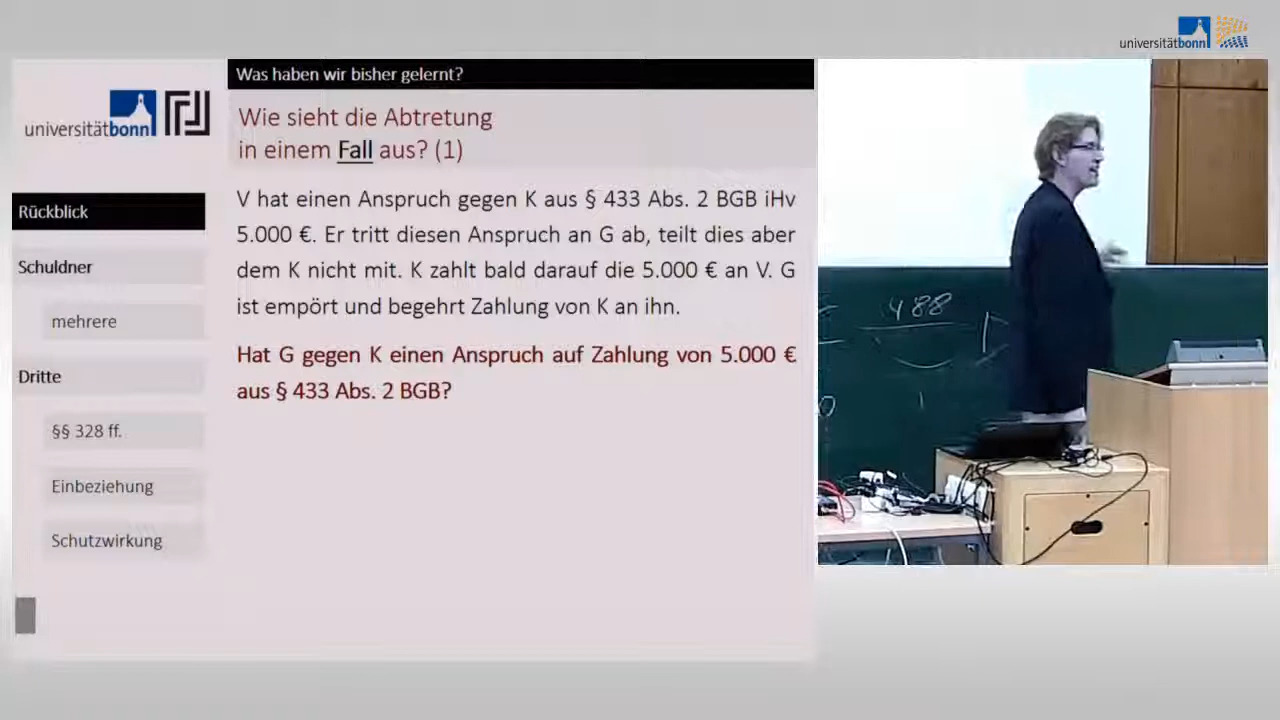 universitätbonn
Was haben wir bisher gelernt?
universitätbonn
Wie sieht die Abtretung
in einem Fall aus? (1)
V hat einen Anspruch gegen K aus § 433 Abs. 2 BGB iHv
5.000 €. Er tritt diesen Anspruch an G ab, teilt dies aber
dem K nicht mit. K zahlt bald darauf die 5.000 € an V. G
ist empört und begehrt Zahlung von K an ihn.
Hat G gegen K einen Anspruch auf Zahlung von 5.000 €
aus § 433 Abs. 2 BGB?
Rückblick
Schuldner
mehrere
Dritte
§§ 328 ff.
Einbeziehung
Schutzwirkung
488